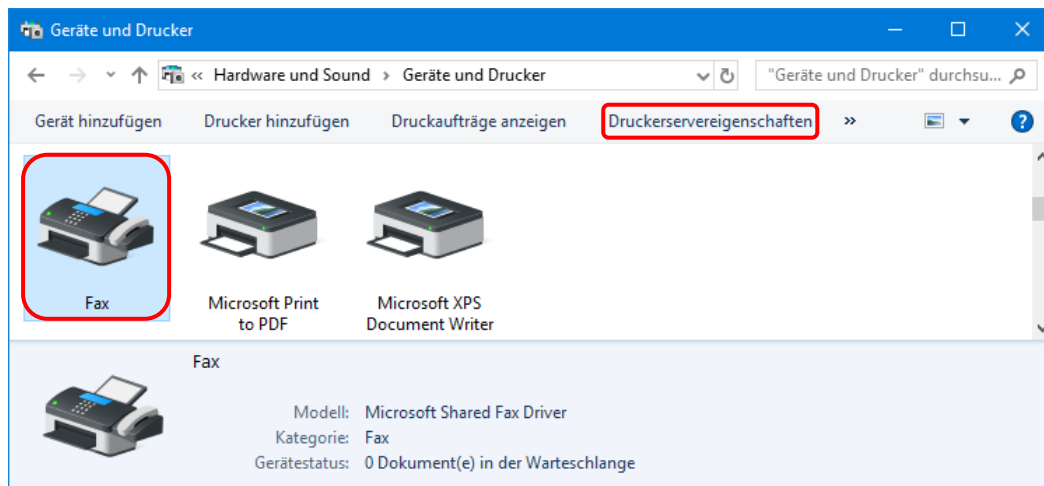 Geräte und Drucker
« Hardware und Sound › Geräte und Drucker
"Geräte und Drucker" durchsu...
Gerät hinzufügen Drucker hinzufügen Druckaufträge anzeigen Druckerservereigenschaften »
Fax
Microsoft Print
to PDF
Microsoft XPS
Document Writer
Fax
Modell: Microsoft Shared Fax Driver
Kategorie: Fax
Gerätestatus: 0 Dokument(e) in der Warteschlange